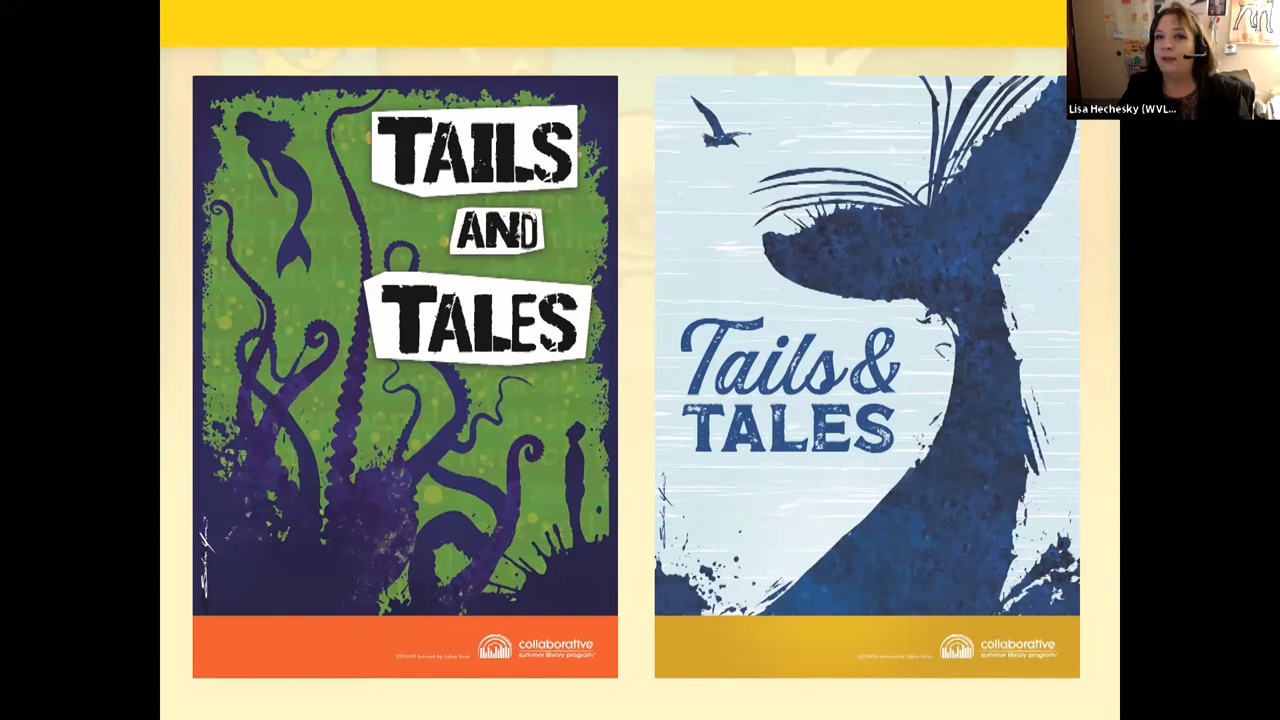 TAILS
AND
TALES
collaborative
summer library program
Tails &
TALES
collaborative
summer library program
Lisa Hechesky (WVL...